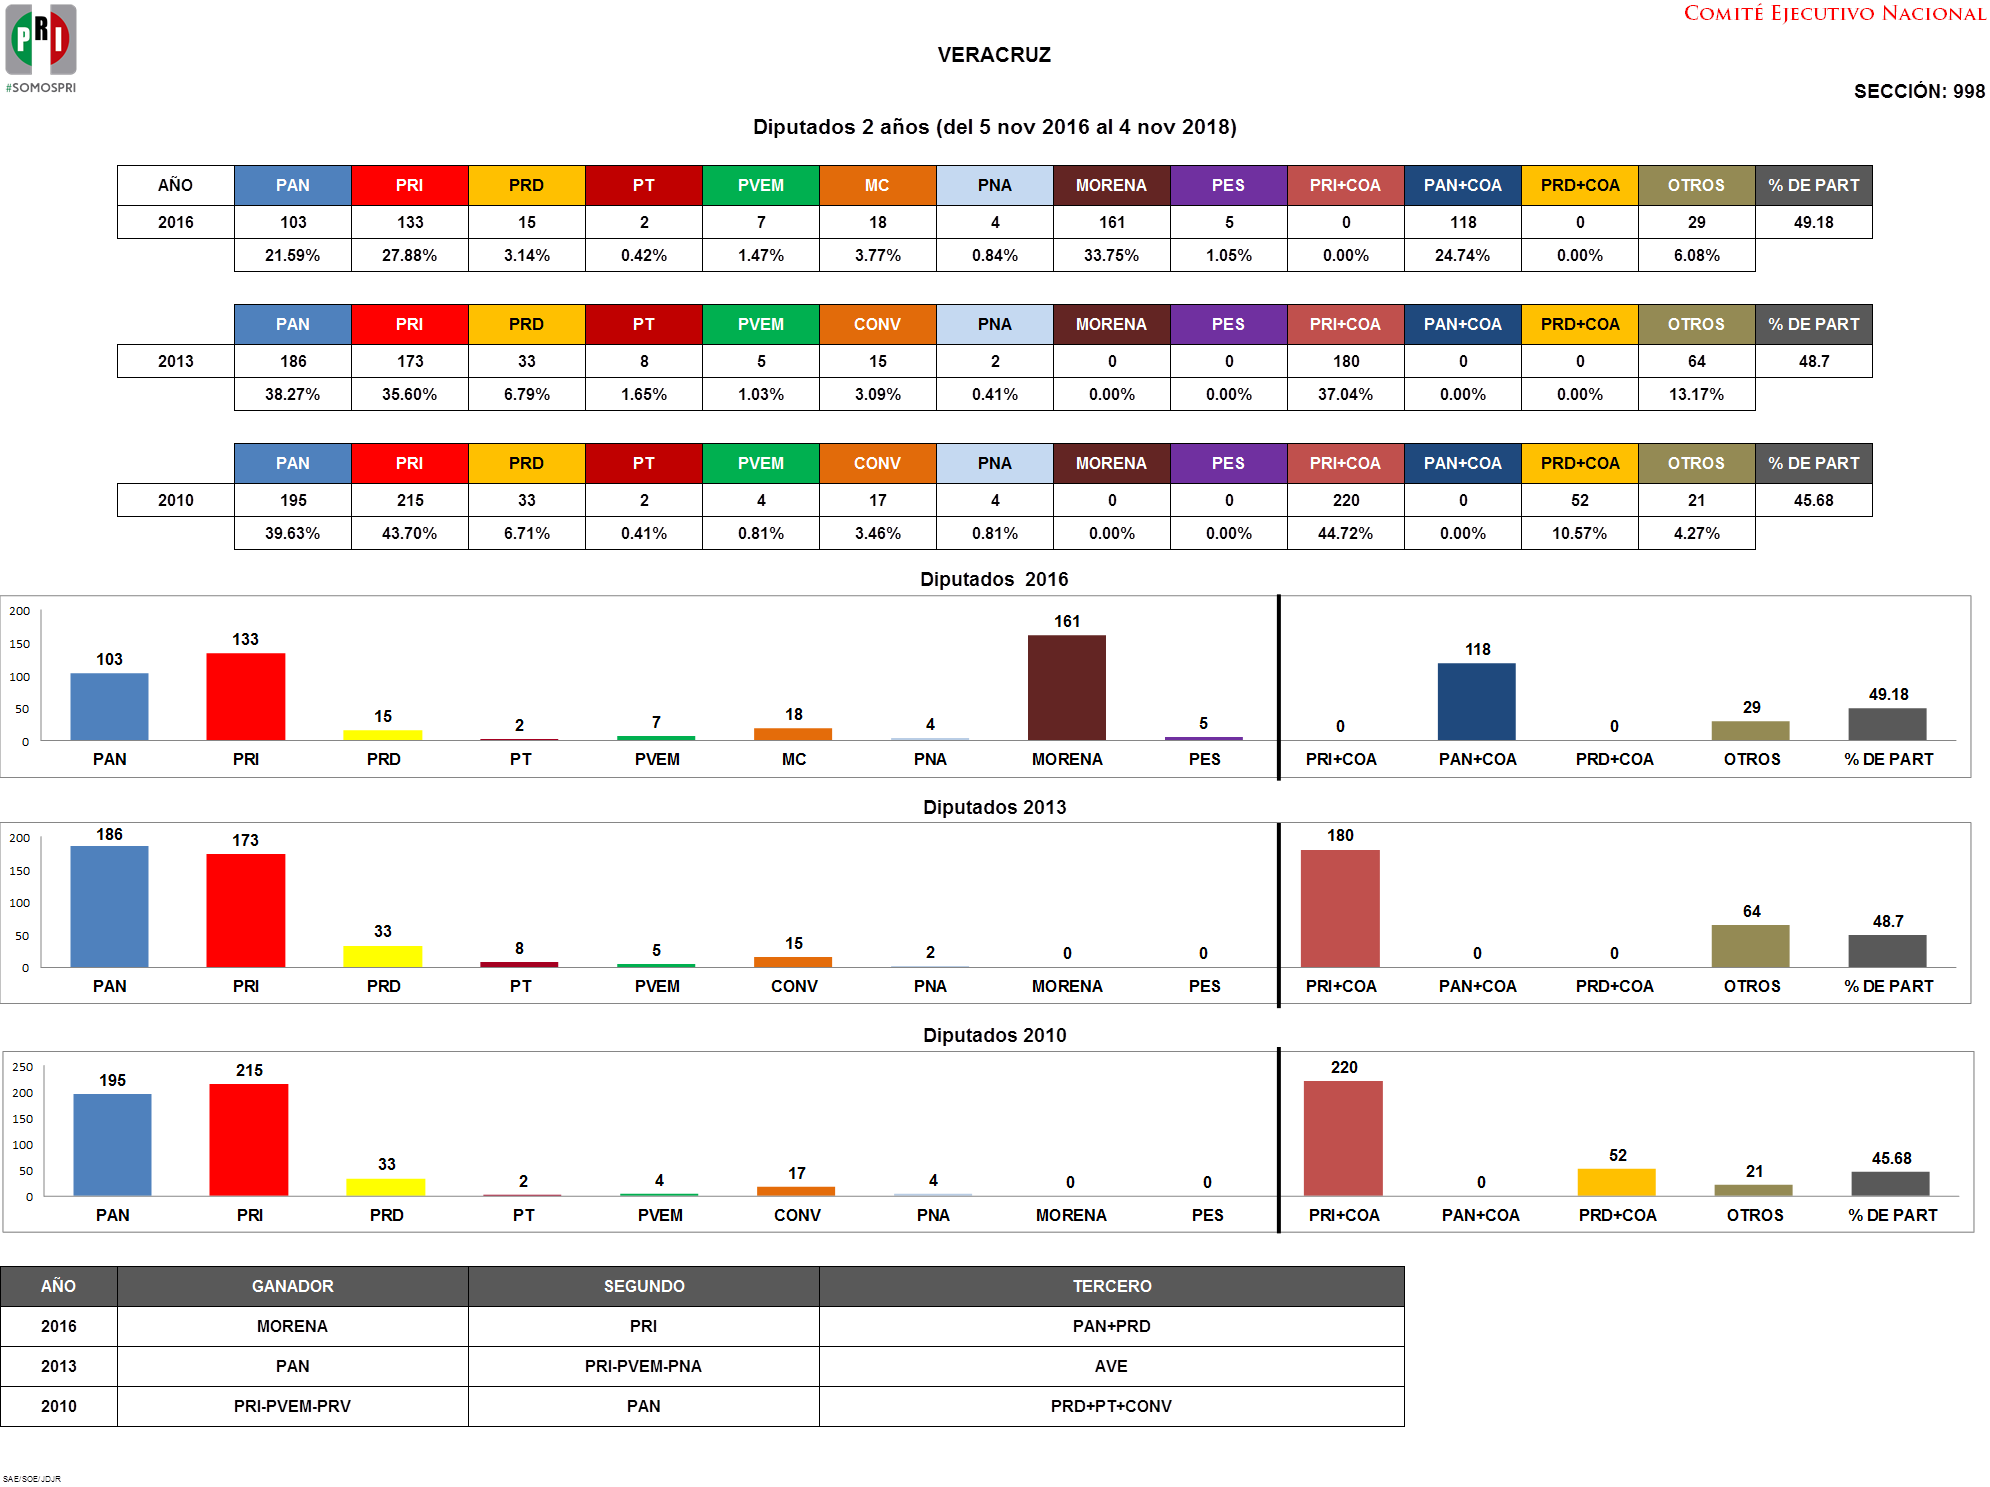 PRI
#SOMOSPRI
COMITÉ EJECUTIVO NACIONAL
VERACRUZ
SECCIÓN: 998
Diputados 2 años (del 5 nov 2016 al 4 nov 2018)
AÑO PAN PRI PRD PT PVEM MC PNA MORENA PES PRI+COA PAN+COA PRD+COA OTROS % DE PART
2016 103 133 15 2 7 18 4 161 5 0 118 0 29 49.18
21.59% 27.88% 3.14% 0.42% 1.47% 3.77% 0.84% 33.75% 1.05% 0.00% 24.74% 0.00% 6.08%
PAN PRI PRD PT PVEM CONV PNA MORENA PES PRI+COA PAN+COA PRD+COA OTROS % DE PART
2013 186 173 33 8 5 15 2 0 0 180 0 0 64 48.7
38.27% 35.60% 6.79% 1.65% 1.03% 3.09% 0.41% 0.00% 0.00% 37.04% 0.00% 0.00% 13.17%
PAN PRI PRD PT PVEM CONV PNA MORENA PES PRI+COA PAN+COA PRD+COA OTROS % DE PART
2010 195 215 33 2 4 17 4 0 0 220 0 52 21 45.68
39.63% 43.70% 6.71% 0.41% 0.81% 3.46% 0.81% 0.00% 0.00% 44.72% 0.00% 10.57% 4.27%
Diputados  2016
200
150
100
50
0
103 133 15 2 7 18 4 161 5 0 118 0 29 49.18
PAN PRI PRD PT PVEM MC PNA MORENA PES PRI+COA PAN+COA PRD+COA OTROS % DE PART
Diputados 2013
200
150
100
50
0
186 173 33 8 5 15 2 0 0 180 0 0 64 48.7
PAN PRI PRD PT PVEM CONV PNA MORENA PES PRI+COA PAN+COA PRD+COA OTROS % DE PART
Diputados 2010
250
200
150
100
50
0
195 215 33 2 4 17 4 0 0 220 0 52 21 45.68
PAN PRI PRD PT PVEM CONV PNA MORENA PES PRI+COA PAN+COA PRD+COA OTROS % DE PART
AÑO GANADOR SEGUNDO TERCERO
2016 MORENA PRI PAN+PRD
2013 PAN PRI-PVEM-PNA AVE
2010 PRI-PVEM-PRV PAN PRD+PT+CONV
SAE/SOE/JDJR